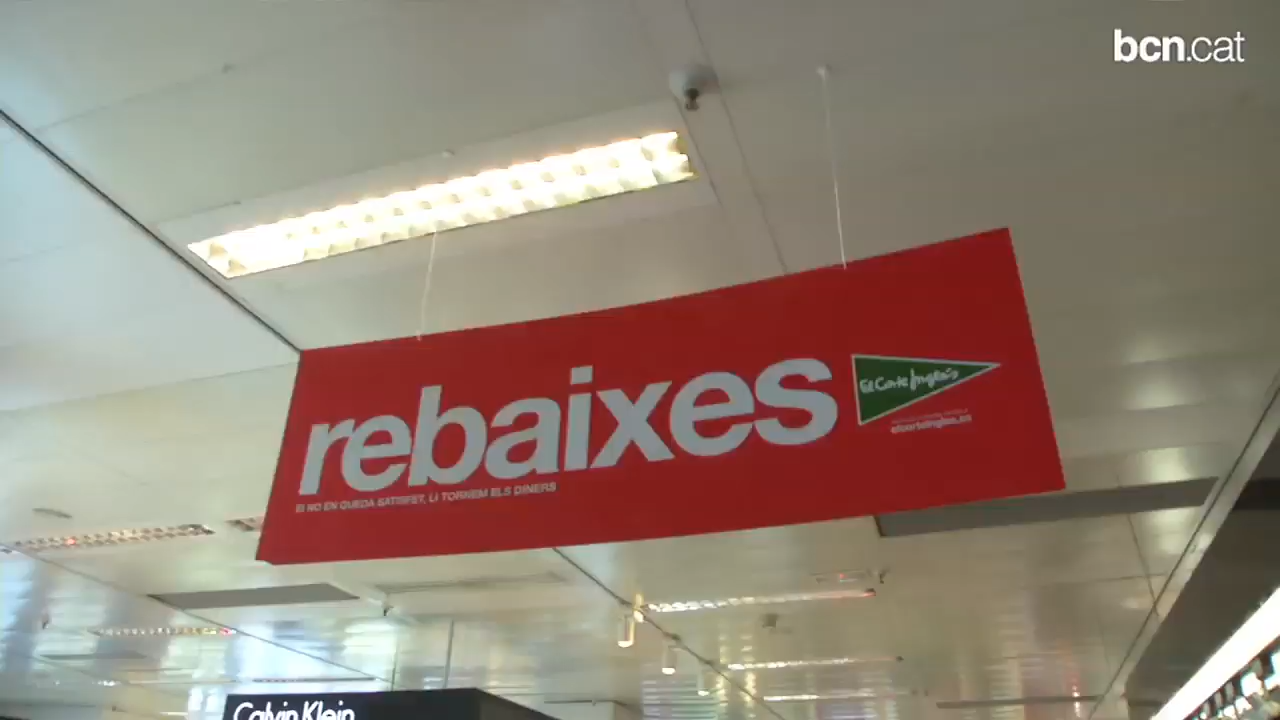 bcn.cat
rebaixes
El Corte Inglés
SI NO EN QUEDA SATISFET, LI TORNEM ELS DINERS
elcorteingles.es
Calvin Klein